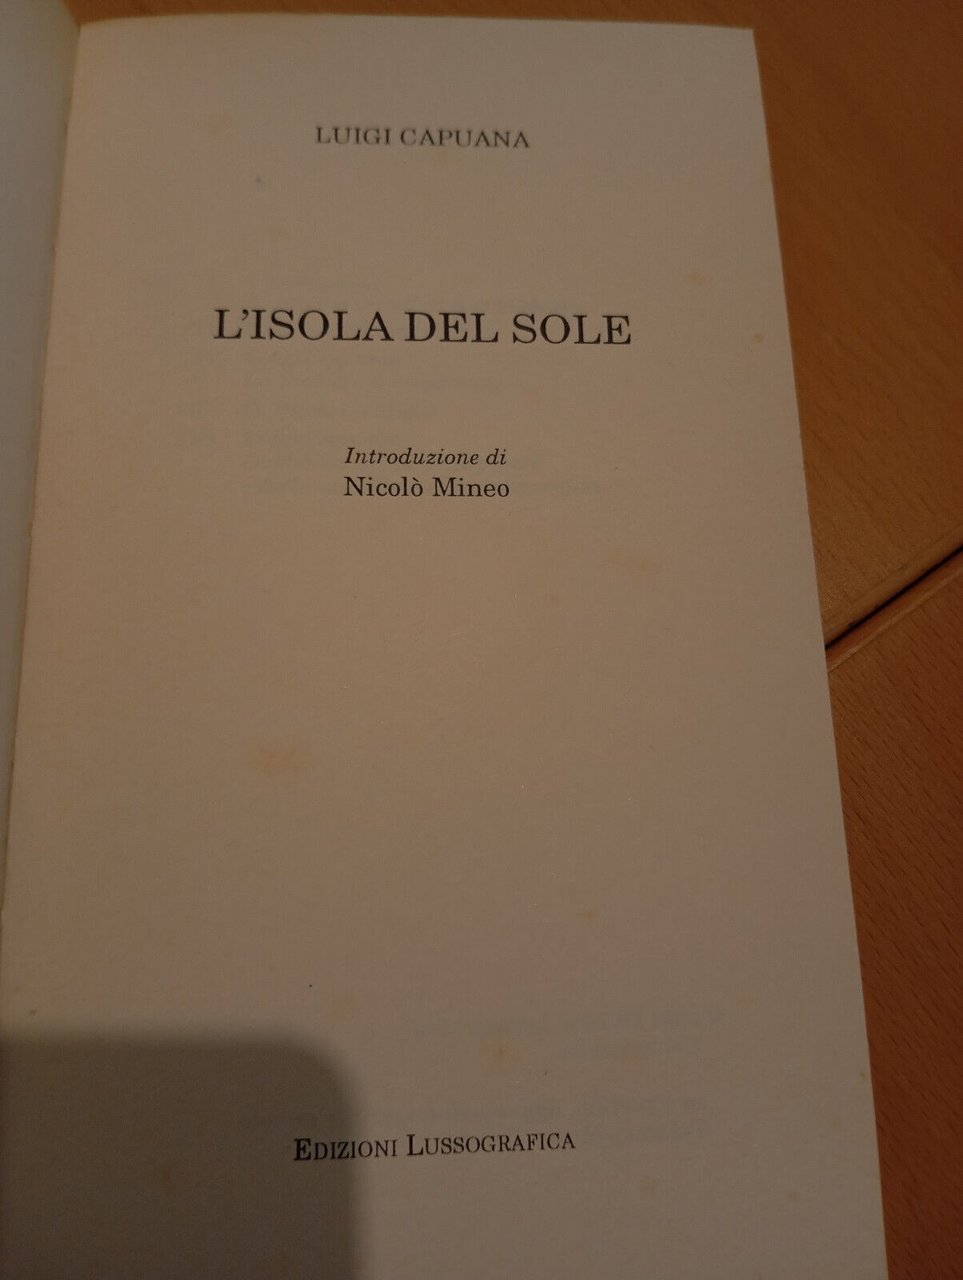 LUIGI CAPUANA
L'ISOLA DEL SOLE
Introduzione di
Nicolò Mineo
EDIZIONI LUSSOGRAFICA